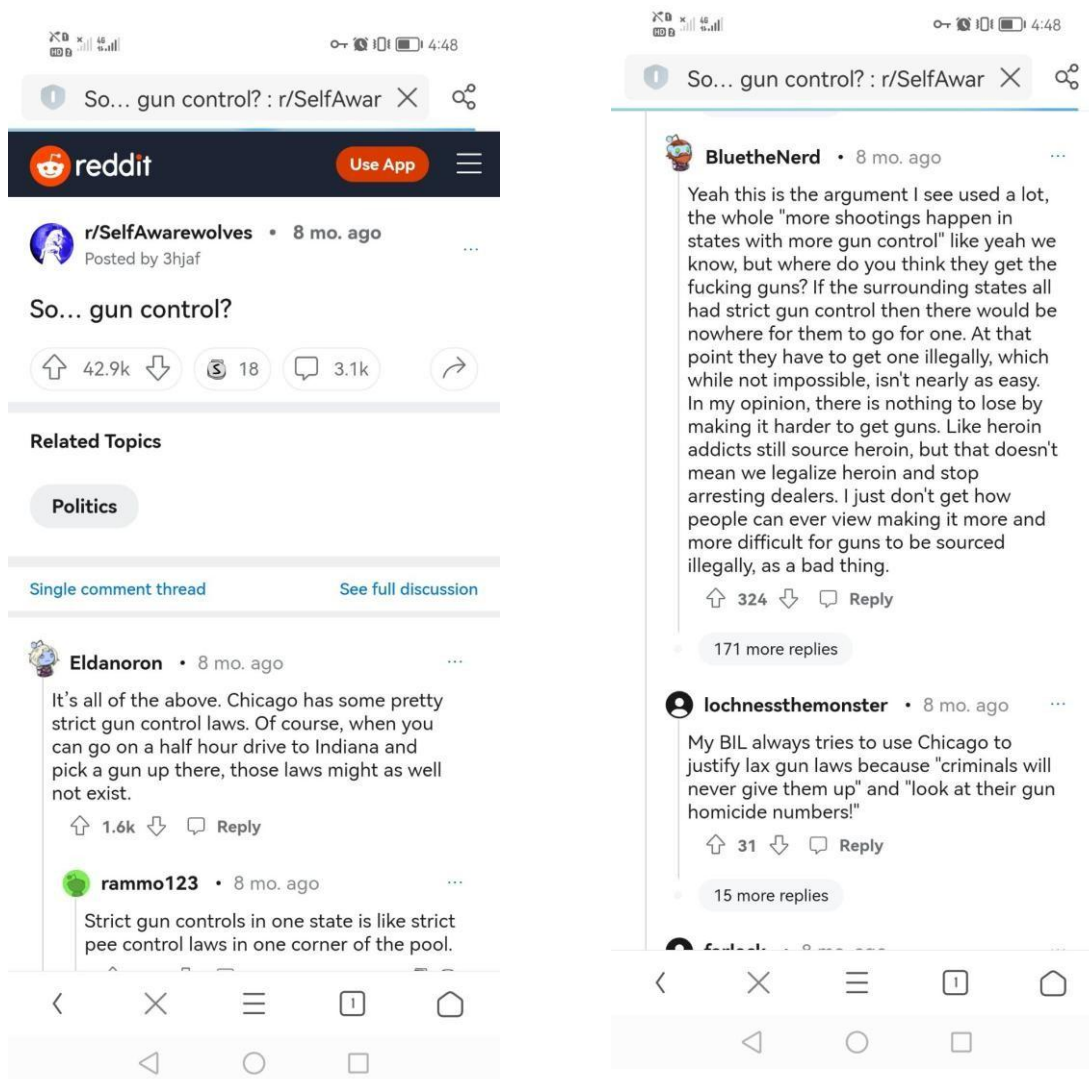 4G
HD 2
4:48
So... gun control? : r/SelfAwar
reddit
Use App
r/SelfAwarewolves • 8 mo. ago
Posted by 3hjaf
So... gun control?
42.9k
S 18
3.1k
Related Topics
Politics
Single comment thread
See full discussion
Eldanoron • 8 mo. ago
It's all of the above. Chicago has some pretty
strict gun control laws. Of course, when you
can go on a half hour drive to Indiana and
pick a gun up there, those laws might as well
not exist.
1.6k
Reply
rammo123 • 8 mo. ago
Strict gun controls in one state is like strict
pee control laws in one corner of the pool.
1
4G
HD 2
4:48
So... gun control? : r/SelfAwar
BluetheNerd • 8 mo. ago
Yeah this is the argument I see used a lot,
the whole "more shootings happen in
states with more gun control" like yeah we
know, but where do you think they get the
fucking guns? If the surrounding states all
had strict gun control then there would be
nowhere for them to go for one. At that
point they have to get one illegally, which
while not impossible, isn't nearly as easy.
In my opinion, there is nothing to lose by
making it harder to get guns. Like heroin
addicts still source heroin, but that doesn't
mean we legalize heroin and stop
arresting dealers. I just don't get how
people can ever view making it more and
more difficult for guns to be sourced
illegally, as a bad thing.
324
Reply
171 more replies
lochnessthemonster • 8 mo. ago
My BIL always tries to use Chicago to
justify lax gun laws because "criminals will
never give them up" and "look at their gun
homicide numbers!"
31
Reply
15 more replies
8 mo. ago
1